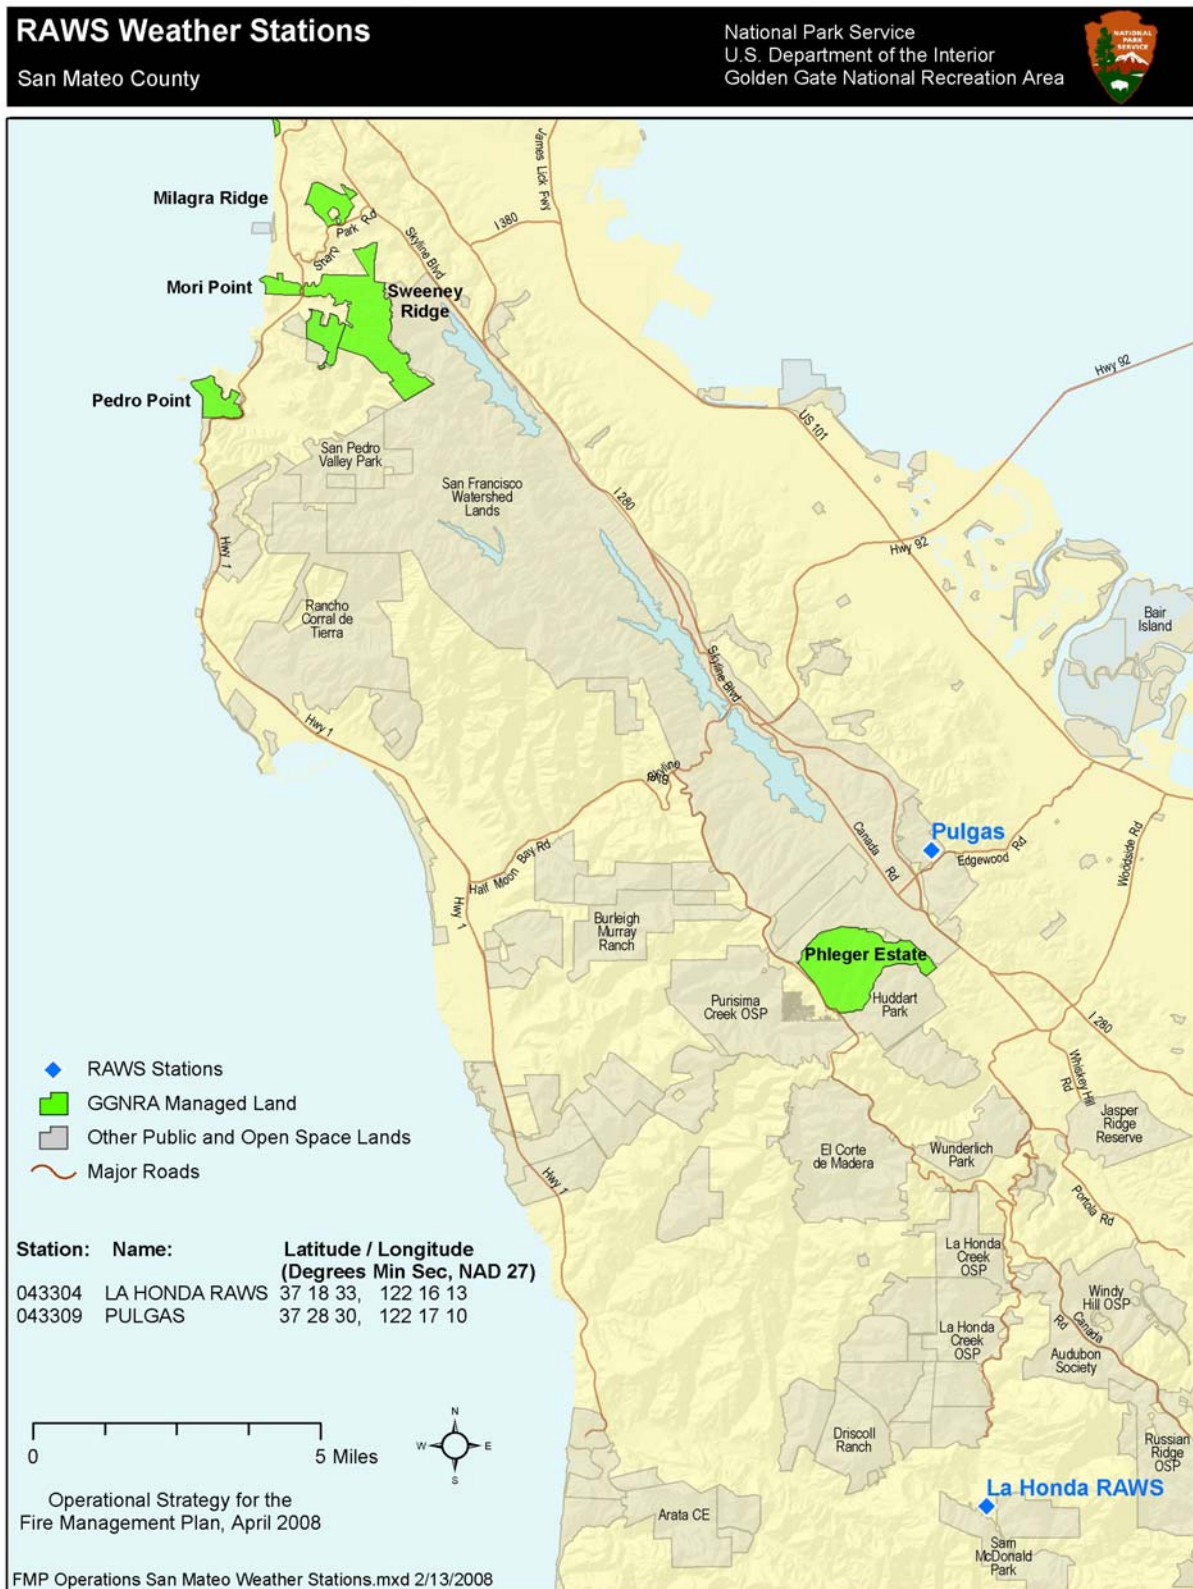 RAWS Weather Stations
San Mateo County
National Park Service
U.S. Department of the Interior
Golden Gate National Recreation Area
NATIONAL
PARK
SERVICE
James Lick Fwy
Milagra Ridge
I 380
Sharp Park Rd
Skyline Blvd
Mori Point
Sweeney
Ridge
Hwy 92
Pedro Point
US 101
San Pedro
Valley Park
San Francisco
Watershed
Lands
I 280
Hwy 1
Hwy 92
Rancho
Corral de
Tierra
Bair
Island
Skyline Blvd
Hwy 1
Skyline
Blvd
Pulgas
Canada Rd
Edgewood Rd
Woodside Rd
Half Moon Bay Rd
Hwy 1
Burleigh
Murray
Ranch
Phleger Estate
Purisima
Creek OSP
Huddart
Park
I 280
RAWS Stations
GGNRA Managed Land
Other Public and Open Space Lands
Major Roads
Whiskey Hill
Rd
Jasper
Ridge
Reserve
El Corte
de Madera
Wunderlich
Park
Hwy 1
Portola Rd
La Honda
Creek
OSP
Windy
Hill OSP
La Honda
Creek
OSP
Canada
Rd
Audubon
Society
Station: Name: Latitude / Longitude
(Degrees Min Sec, NAD 27)
043304 LA HONDA RAWS 37 18 33, 122 16 13
043309 PULGAS 37 28 30, 122 17 10
N
W E
S
0 5 Miles
Driscoll
Ranch
Russian
Ridge
OSP
La Honda RAWS
Arata CE
Sam
McDonald
Park
Operational Strategy for the
Fire Management Plan, April 2008
FMP Operations San Mateo Weather Stations.mxd 2/13/2008